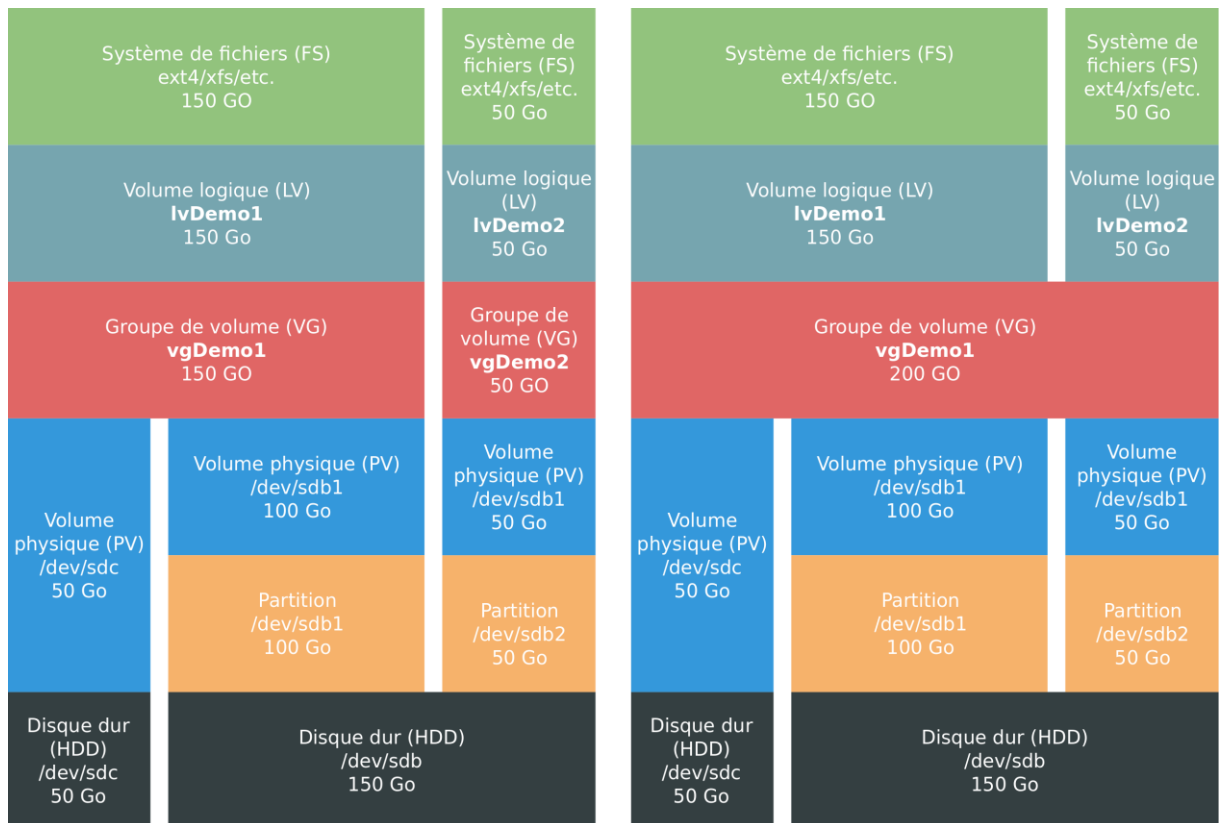 Système de fichiers (FS)
ext4/xfs/etc.
150 GO
Système de
fichiers (FS)
ext4/xfs/etc.
50 Go
Volume logique (LV)
lvDemo1
150 Go
Volume logique
(LV)
lvDemo2
50 Go
Groupe de volume (VG)
vgDemo1
150 GO
Groupe de
volume (VG)
vgDemo2
50 GO
Volume
physique (PV)
/dev/sdc
50 Go
Volume physique (PV)
/dev/sdb1
100 Go
Volume
physique (PV)
/dev/sdb1
50 Go
Partition
/dev/sdb1
100 Go
Partition
/dev/sdb2
50 Go
Disque dur
(HDD)
/dev/sdc
50 Go
Disque dur (HDD)
/dev/sdb
150 Go
Système de fichiers (FS)
ext4/xfs/etc.
150 GO
Système de
fichiers (FS)
ext4/xfs/etc.
50 Go
Volume logique (LV)
lvDemo1
150 Go
Volume logique
(LV)
lvDemo2
50 Go
Groupe de volume (VG)
vgDemo1
200 GO
Volume
physique (PV)
/dev/sdc
50 Go
Volume physique (PV)
/dev/sdb1
100 Go
Volume
physique (PV)
/dev/sdb1
50 Go
Partition
/dev/sdb1
100 Go
Partition
/dev/sdb2
50 Go
Disque dur
(HDD)
/dev/sdc
50 Go
Disque dur (HDD)
/dev/sdb
150 Go